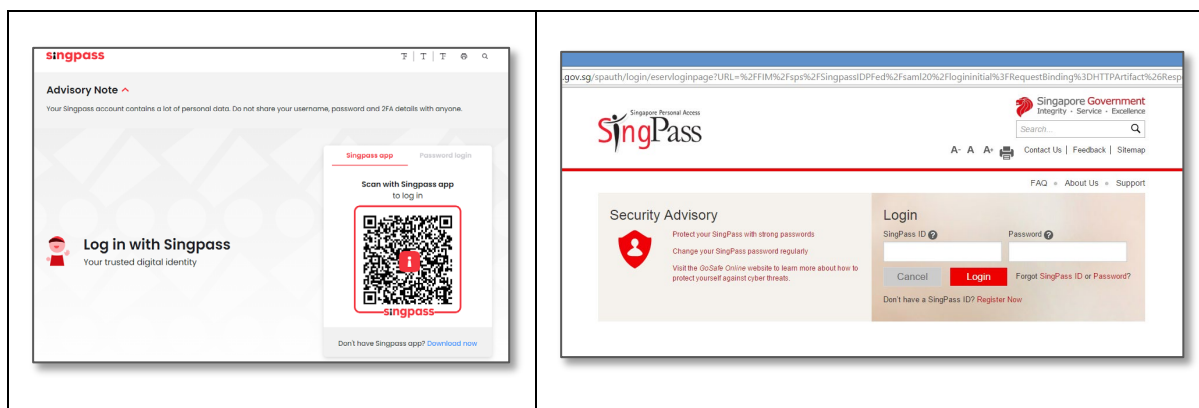 singpass
T | T | T
Advisory Note
Your Singpass account contains a lot of personal data. Do not share your username, password and 2FA details with anyone.
Singpass app Password login
Scan with Singpass app
to log in
singpass
Don't have Singpass app? Download now
Log in with Singpass
Your trusted digital identity
.gov.sg/spauth/login/eservloginpage?URL=%2FFIM%2Fsps%2FSingpassIDPFed%2Fsaml20%2Flogininitial%3FRequestBinding%3DHTTPArtifact%26Resp
Singapore Personal Access
SingPass
Singapore Government
Integrity · Service · Excellence
Search...
A- A A+ Contact Us | Feedback | Sitemap
FAQ About Us Support
Security Advisory
Protect your SingPass with strong passwords
Change your SingPass password regularly
Visit the GoSafe Online website to learn more about how to
protect yourself against cyber threats.
Login
SingPass ID Password
Cancel Login Forgot SingPass ID or Password?
Don't have a SingPass ID? Register Now